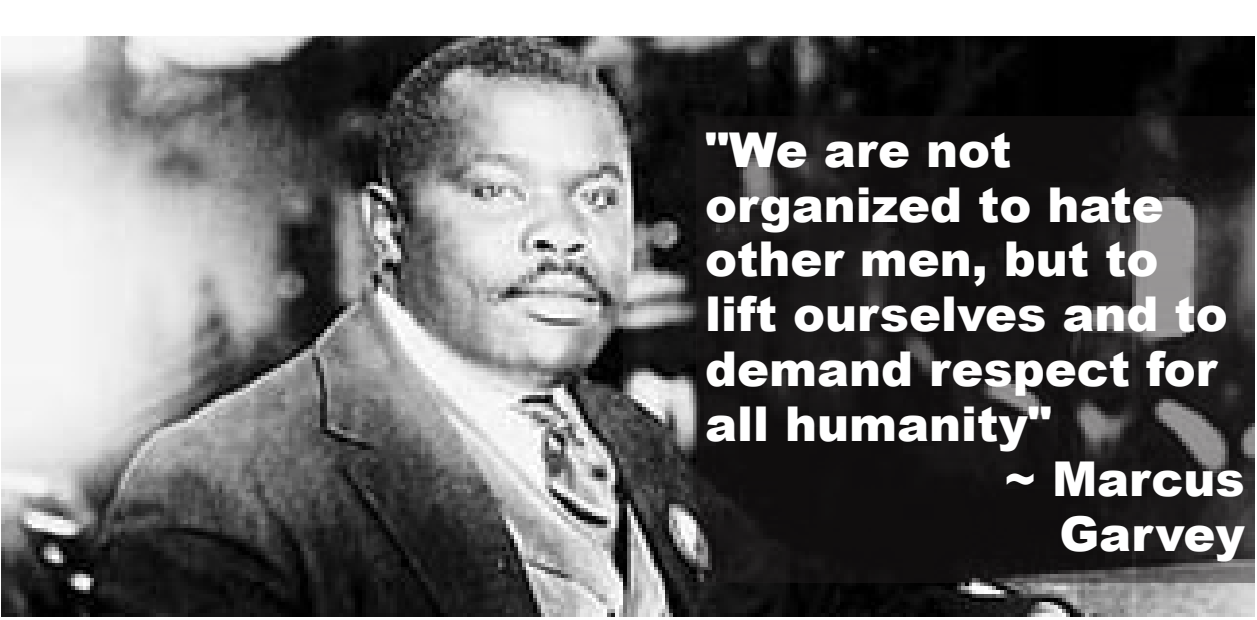 "We are not
organized to hate
other men, but to
lift ourselves and to
demand respect for
all humanity"
~ Marcus
Garvey